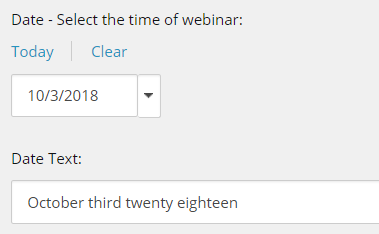 Date - Select the time of webinar:
Today Clear
10/3/2018
Date Text:
October third twenty eighteen